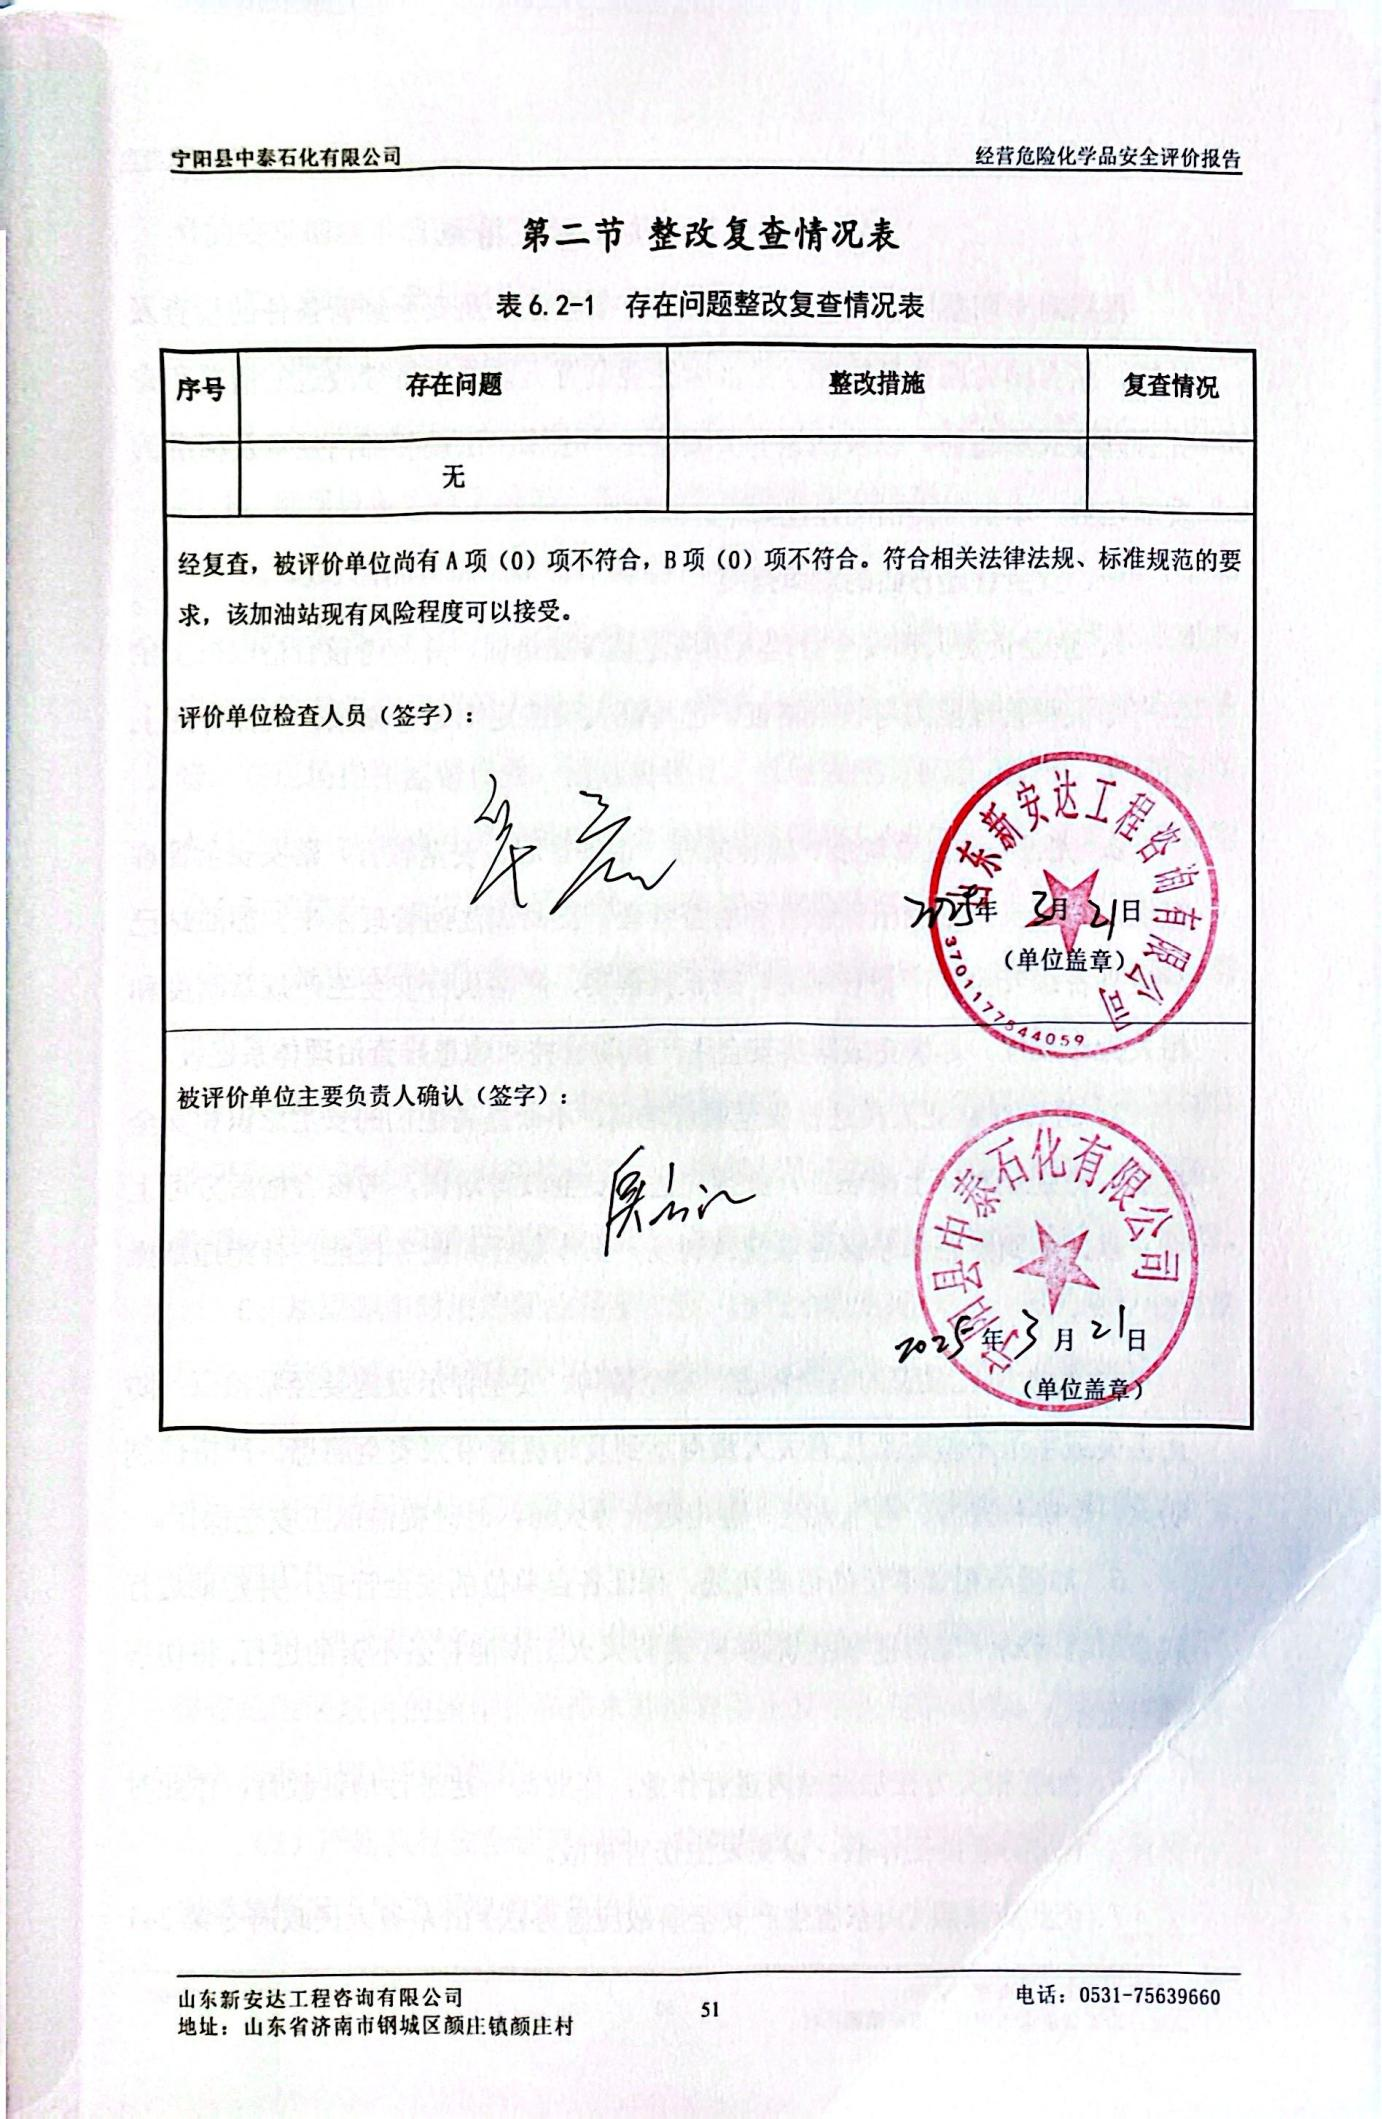 宁阳县中泰石化有限公司 经营危险化学品安全评价报告
第二节 整改复查情况表
表 6.2-1 存在问题整改复查情况表
序号 存在问题 整改措施 复查情况
无
经复查，被评价单位尚有 A 项（0）项不符合，B 项（0）项不符合。符合相关法律法规、标准规范的要
求，该加油站现有风险程度可以接受。
评价单位检查人员（签字）：
山东新安达工程咨询有限公司
2025年 3月 21日
（单位盖章）
3701177544059
被评价单位主要负责人确认（签字）：
宁阳县中泰石化有限公司
2025年 3月 21日
（单位盖章）
山东新安达工程咨询有限公司
地址：山东省济南市钢城区颜庄镇颜庄村
51
电话：0531-75639660